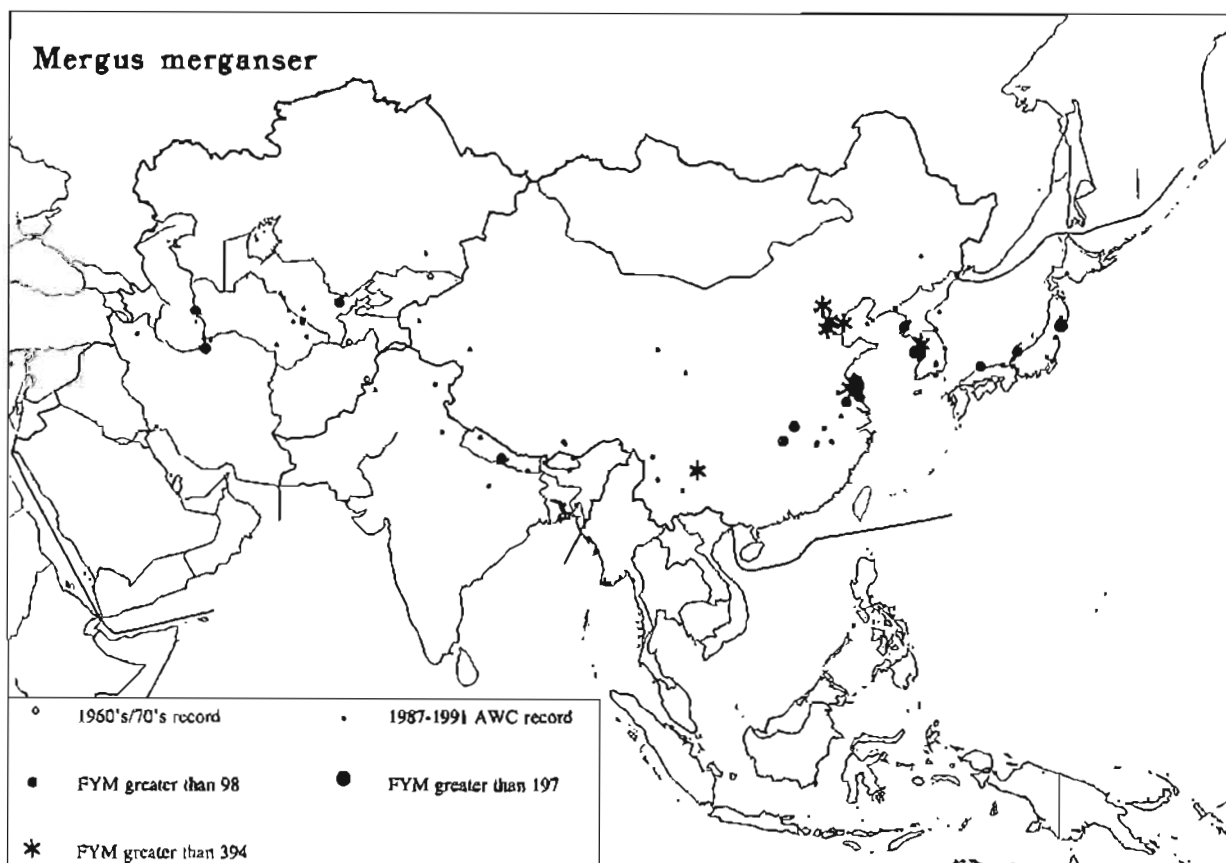 Mergus merganser
1960's/70's record
1987-1991 AWC record
FYM greater than 98
FYM greater than 197
FYM greater than 394